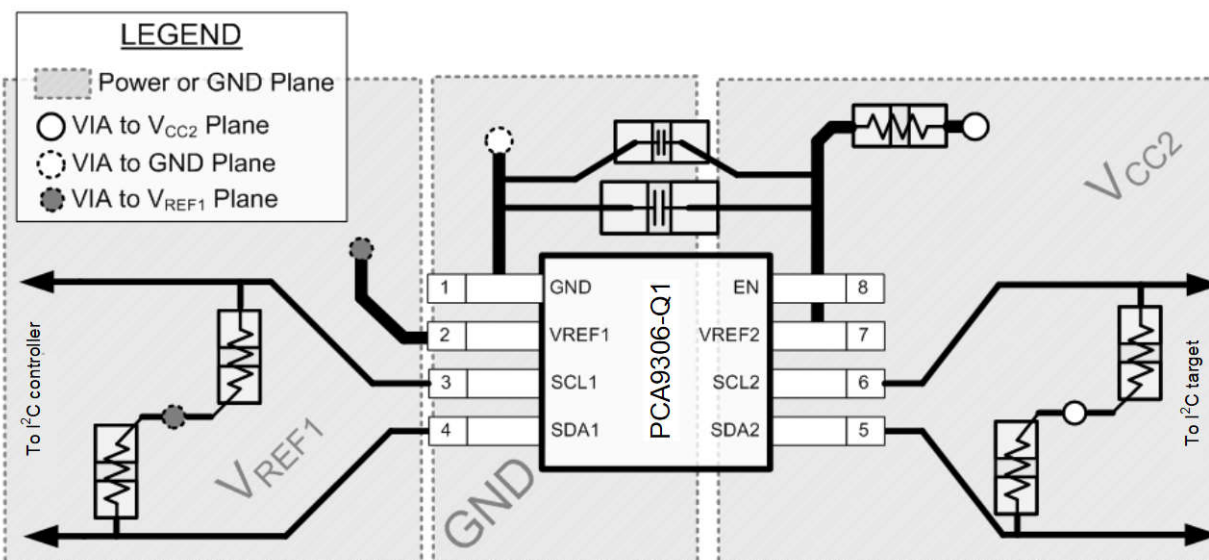 LEGEND
Power or GND Plane
VIA to VCC2 Plane
VIA to GND Plane
VIA to VREF1 Plane
VCC2
1 GND EN 8
2 VREF1 VREF2 7
3 SCL1 SCL2 6
4 SDA1 SDA2 5
PCA9306-Q1
To I²C controller
To I²C target
VREF1
GND